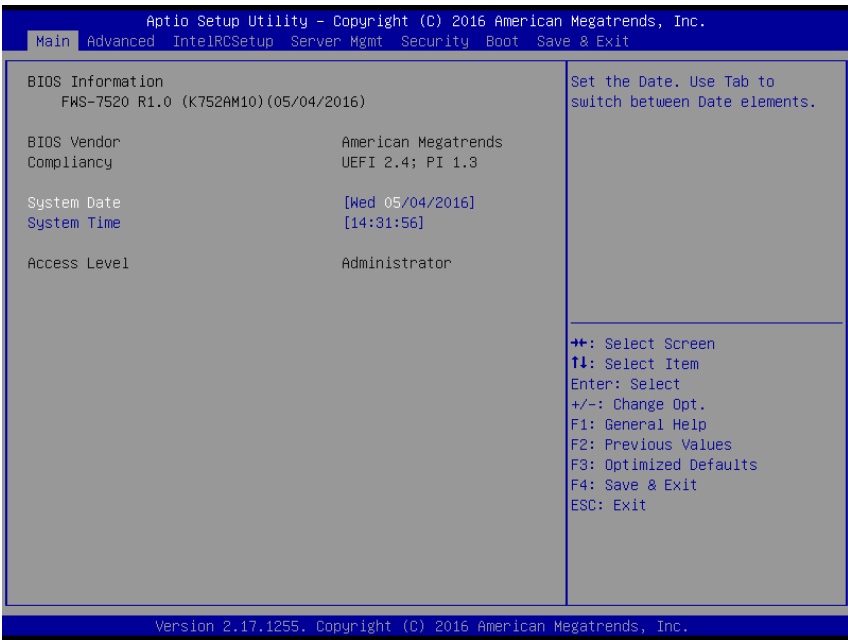 Aptio Setup Utility – Copyright (C) 2016 American Megatrends, Inc.
Main Advanced IntelRCSetup Server Mgmt Security Boot Save & Exit
BIOS Information
FWS-7520 R1.0 (K752AM10)(05/04/2016)
BIOS Vendor American Megatrends
Compliancy UEFI 2.4; PI 1.3
System Date [Wed 05/04/2016]
System Time [14:31:56]
Access Level Administrator
Set the Date. Use Tab to
switch between Date elements.
→←: Select Screen
↑↓: Select Item
Enter: Select
+/-: Change Opt.
F1: General Help
F2: Previous Values
F3: Optimized Defaults
F4: Save & Exit
ESC: Exit
Version 2.17.1255. Copyright (C) 2016 American Megatrends, Inc.